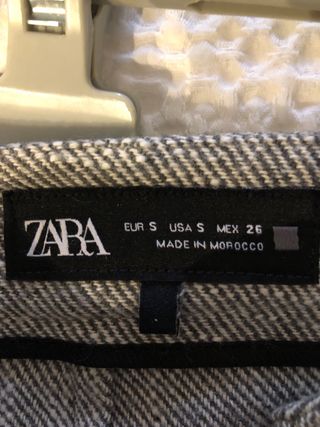 ZARA
EUR S USA S MEX 26
MADE IN MOROCCO